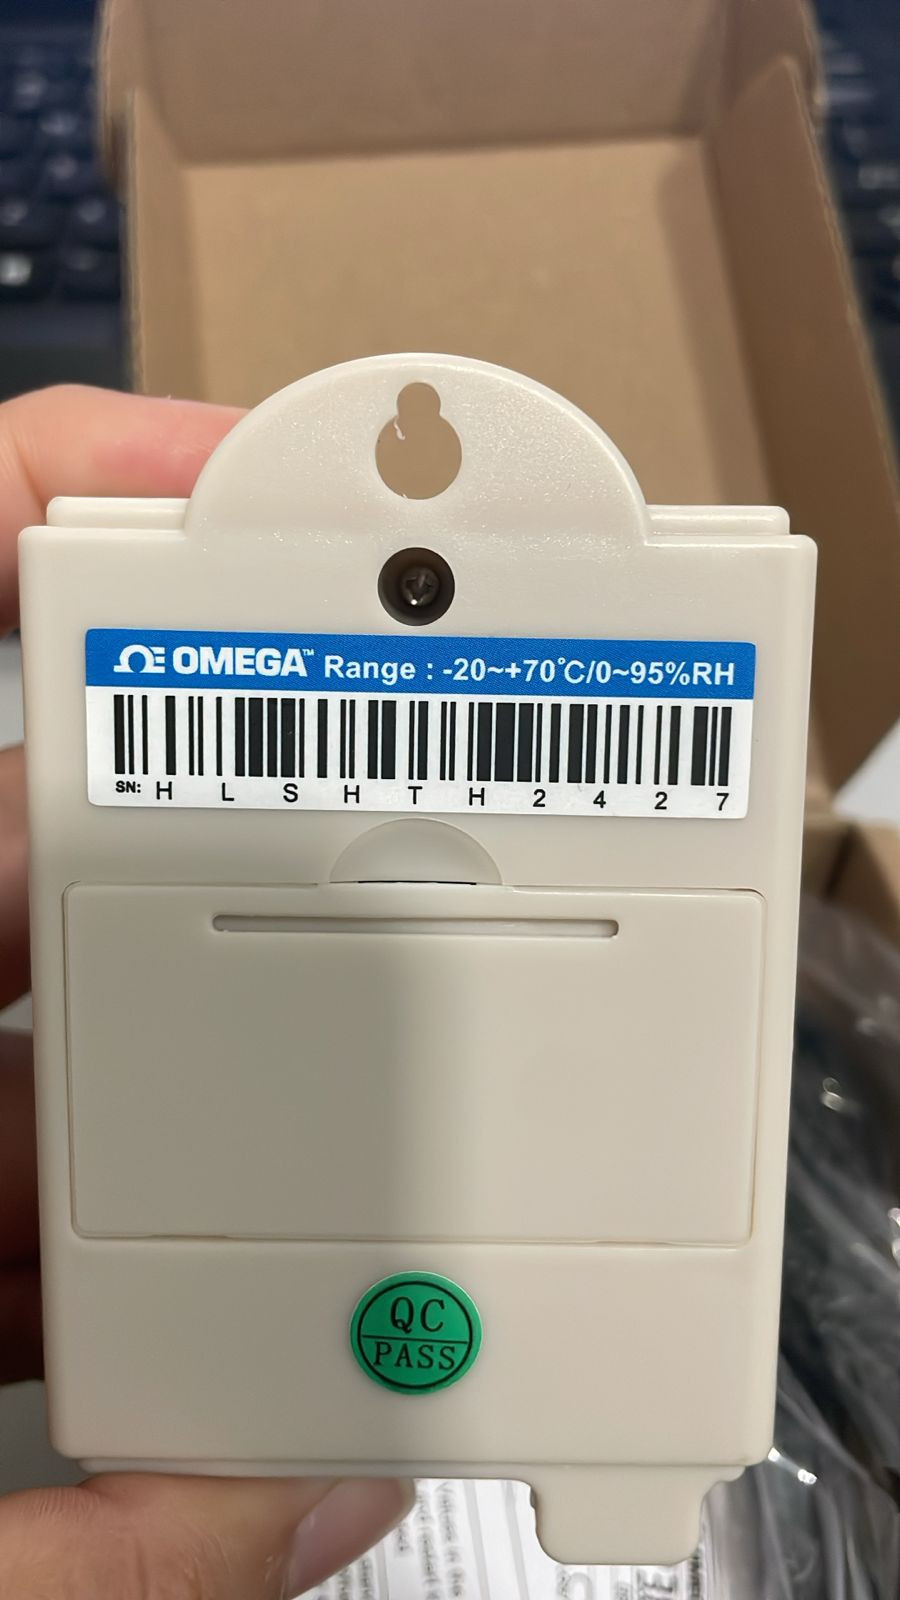 OMEGA™ Range : -20~+70℃/0~95%RH
SN: H L S H T H 2 4 2 7
QC
PASS